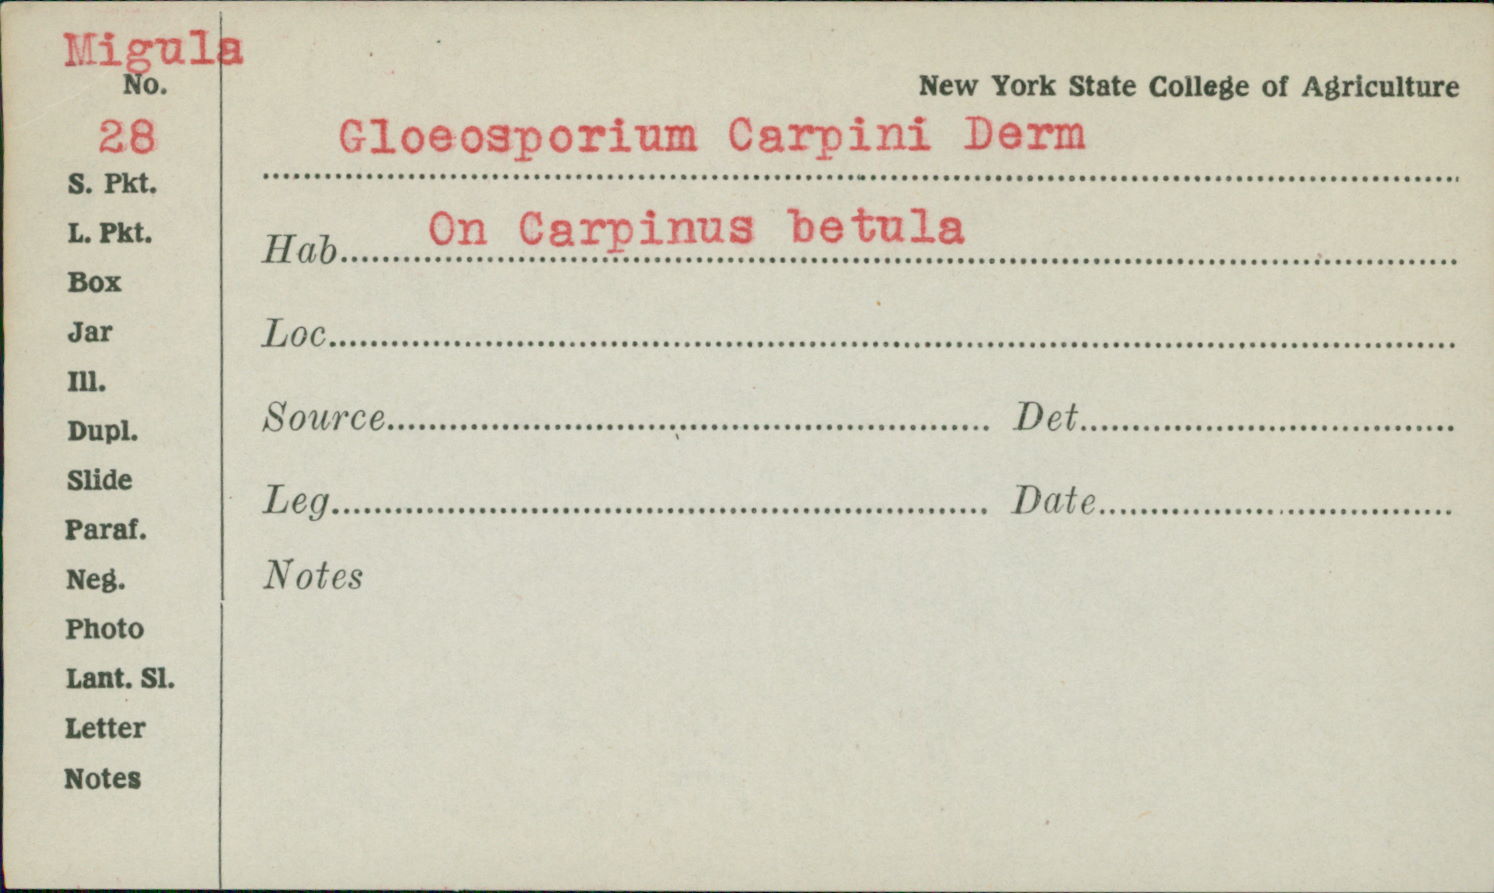 Migula
No.
New York State College of Agriculture
28
Gloeosporium Carpini Derm
S. Pkt.
L. Pkt.
Hab. On Carpinus betula
Box
Jar
Loc.
Ill.
Dupl.
Source Det.
Slide
Leg. Date
Paraf.
Neg.
Notes
Photo
Lant. Sl.
Letter
Notes